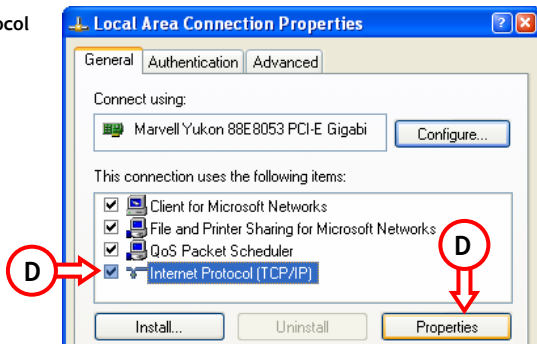 ocol
Local Area Connection Properties
General Authentication Advanced
Connect using:
Marvell Yukon 88E8053 PCI-E Gigabi
Configure...
This connection uses the following items:
Client for Microsoft Networks
File and Printer Sharing for Microsoft Networks
QoS Packet Scheduler
D
D Internet Protocol (TCP/IP)
Install... Uninstall Properties